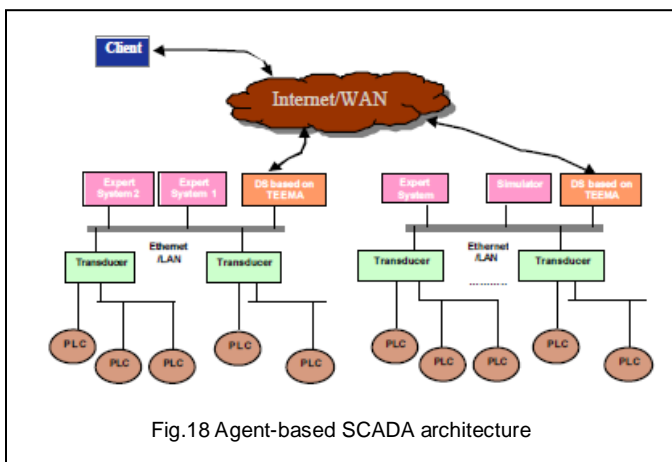 Client
Internet/WAN
Expert
System 2
Expert
System 1
DS based on
TEEMA
Expert
System
Simulator
DS based on
TEEMA
Ethernet
/LAN
Transducer
Transducer
Ethernet
/LAN
Transducer
Transducer
............
PLC
PLC
PLC
PLC
PLC
PLC
PLC
PLC
PLC
PLC
Fig.18 Agent-based SCADA architecture